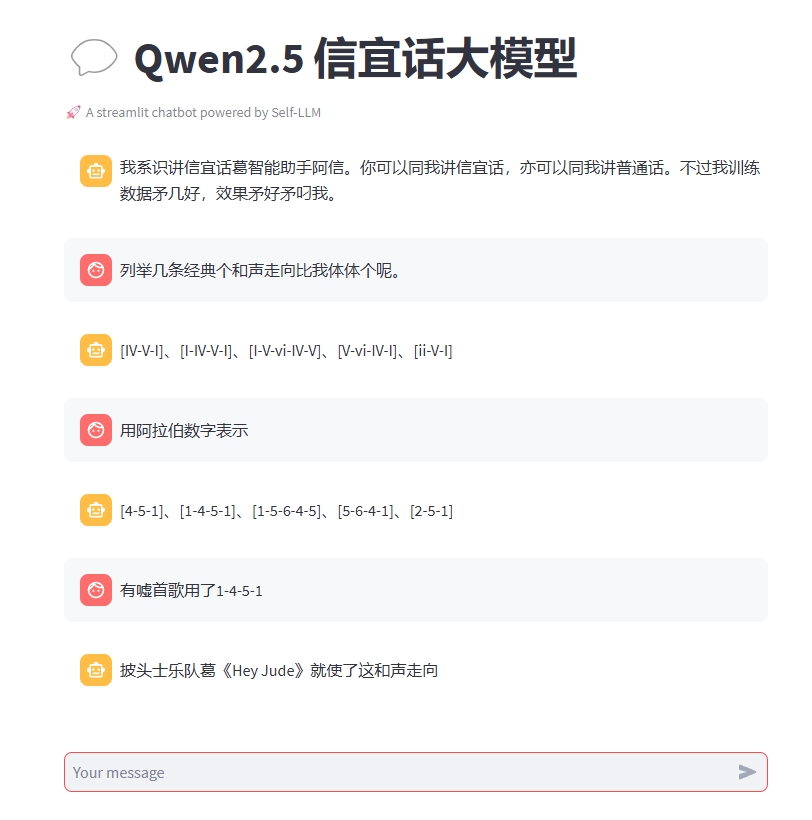 Qwen2.5 信宜话大模型
🚀 A streamlit chatbot powered by Self-LLM
我系识讲信宜话葛智能助手阿信。你可以同我讲信宜话，亦可以同我讲普通话。不过我训练
数据矛几好，效果矛好矛叼我。
列举几条经典个和声走向比我体体个呢。
[IV-V-I]、[I-IV-V-I]、[I-V-vi-IV-V]、[V-vi-IV-I]、[ii-V-I]
用阿拉伯数字表示
[4-5-1]、[1-4-5-1]、[1-5-6-4-5]、[5-6-4-1]、[2-5-1]
有嘘首歌用了1-4-5-1
披头士乐队葛《Hey Jude》就使了这和声走向
Your message